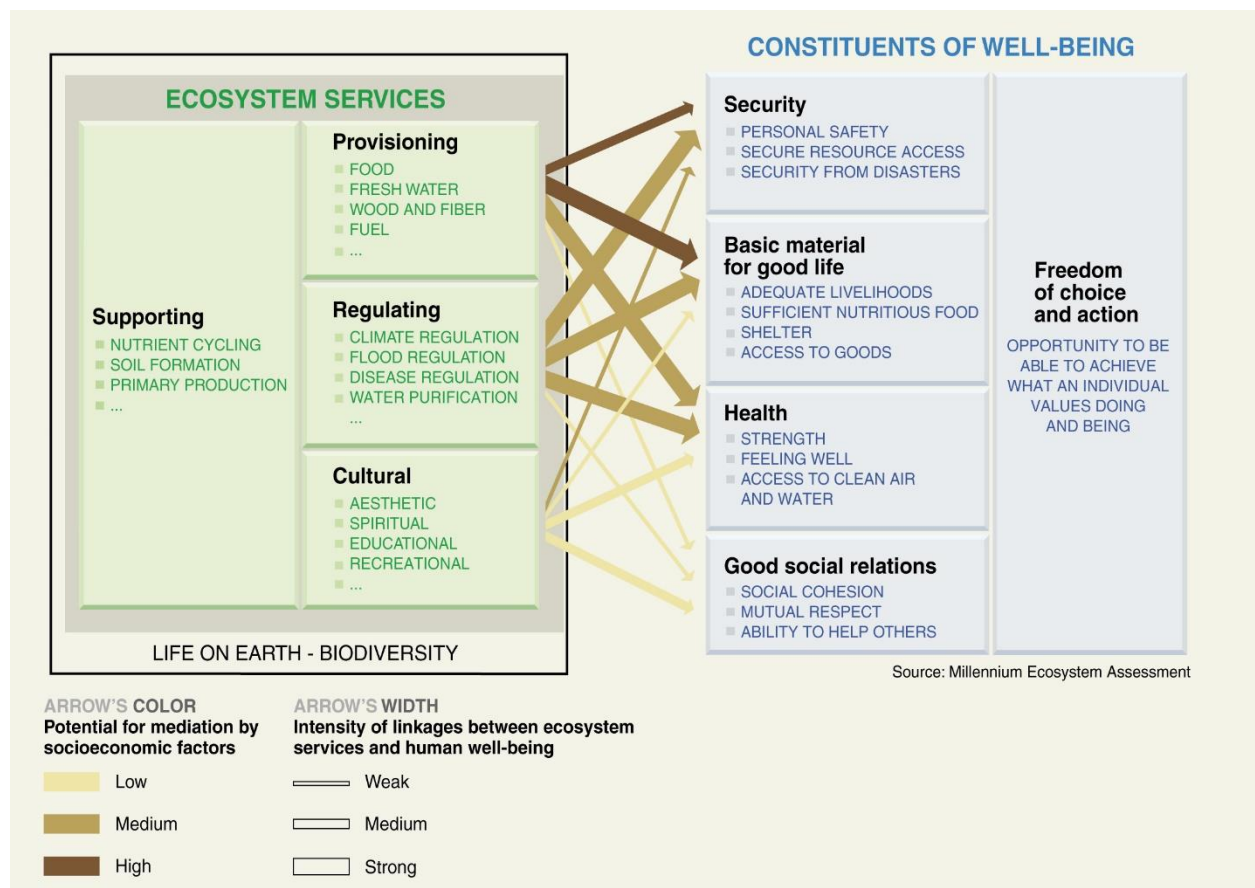 CONSTITUENTS OF WELL-BEING
ECOSYSTEM SERVICES
Supporting
NUTRIENT CYCLING
SOIL FORMATION
PRIMARY PRODUCTION
...
Provisioning
FOOD
FRESH WATER
WOOD AND FIBER
FUEL
...
Regulating
CLIMATE REGULATION
FLOOD REGULATION
DISEASE REGULATION
WATER PURIFICATION
...
Cultural
AESTHETIC
SPIRITUAL
EDUCATIONAL
RECREATIONAL
...
LIFE ON EARTH - BIODIVERSITY
Security
PERSONAL SAFETY
SECURE RESOURCE ACCESS
SECURITY FROM DISASTERS
Basic material
for good life
ADEQUATE LIVELIHOODS
SUFFICIENT NUTRITIOUS FOOD
SHELTER
ACCESS TO GOODS
Health
STRENGTH
FEELING WELL
ACCESS TO CLEAN AIR
AND WATER
Good social relations
SOCIAL COHESION
MUTUAL RESPECT
ABILITY TO HELP OTHERS
Freedom
of choice
and action
OPPORTUNITY TO BE
ABLE TO ACHIEVE
WHAT AN INDIVIDUAL
VALUES DOING
AND BEING
Source: Millennium Ecosystem Assessment
ARROW'S COLOR
Potential for mediation by
socioeconomic factors
Low
Medium
High
ARROW'S WIDTH
Intensity of linkages between ecosystem
services and human well-being
Weak
Medium
Strong